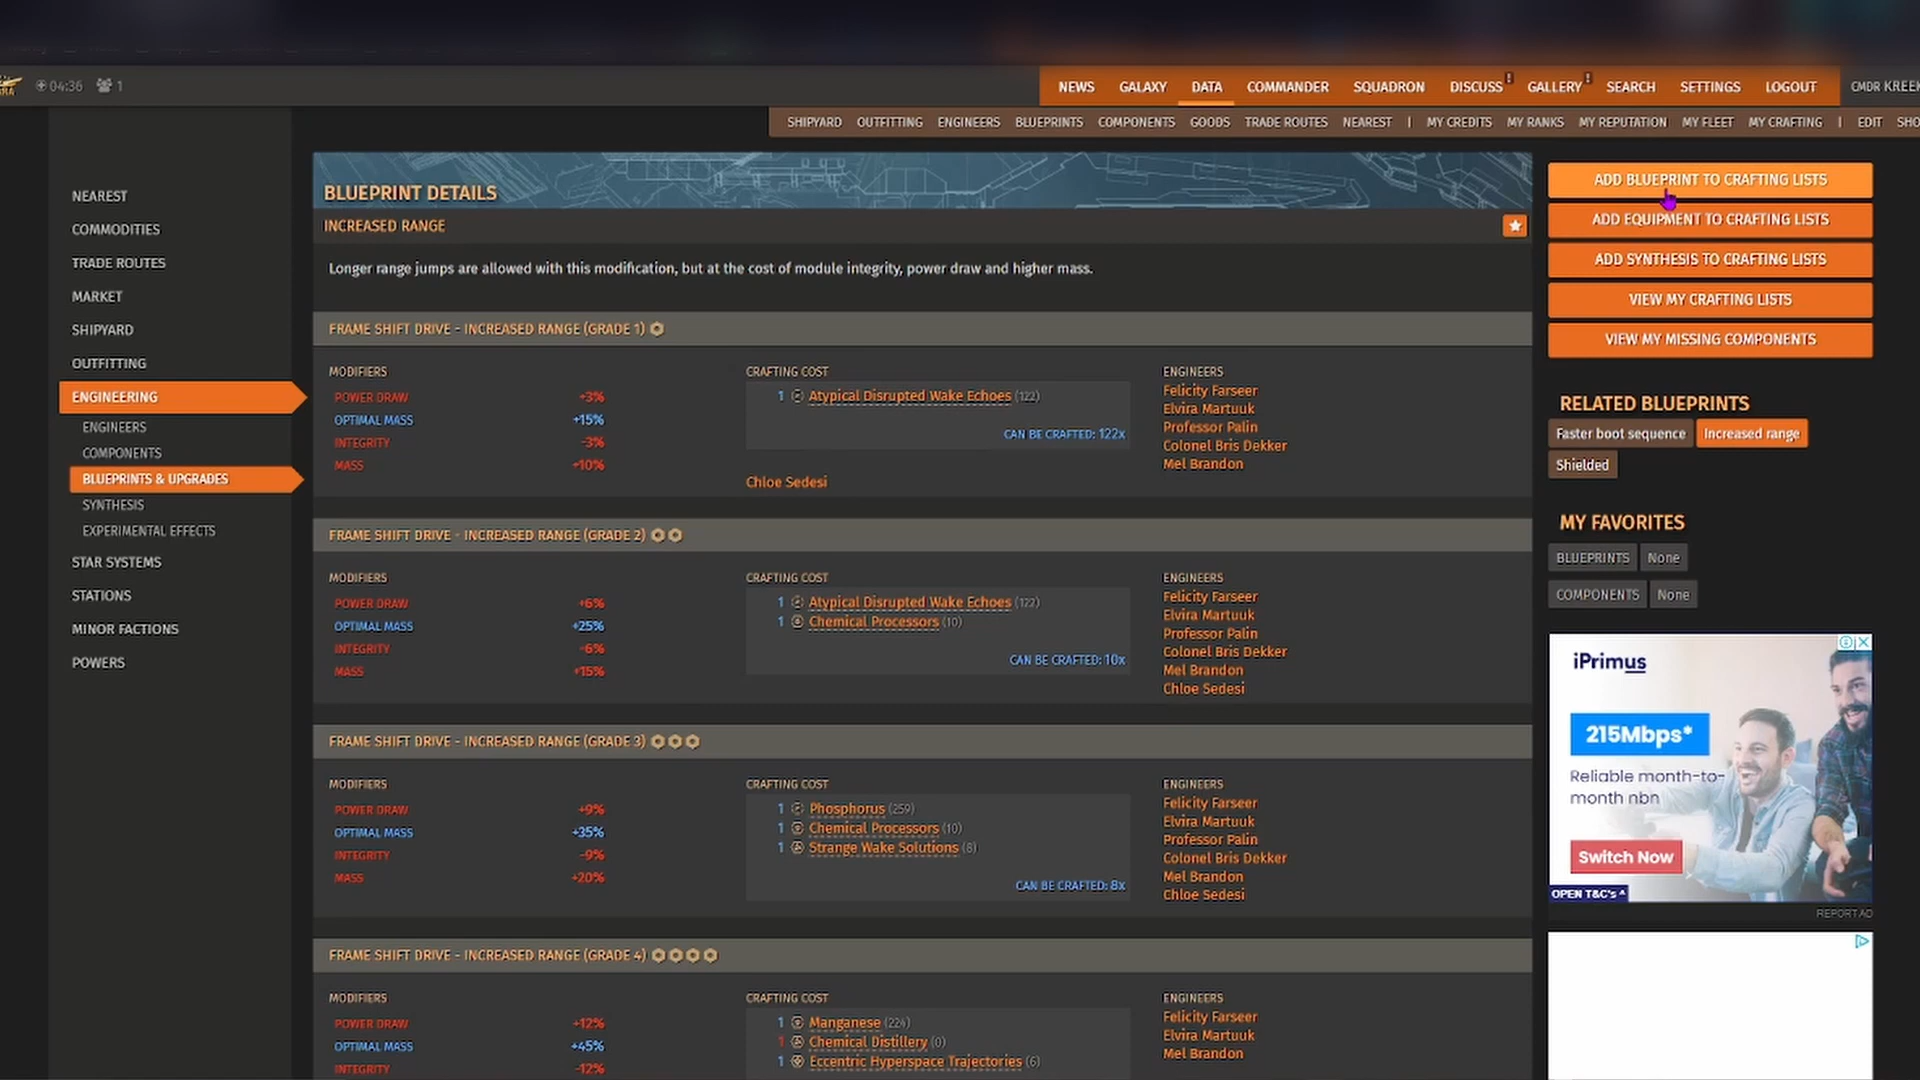 04:36 1
NEWS GALAXY DATA COMMANDER SQUADRON DISCUSS! GALLERY! SEARCH SETTINGS LOGOUT CMDR
SHIPYARD OUTFITTING ENGINEERS BLUEPRINTS COMPONENTS GOODS TRADE ROUTES NEAREST | MY CREDITS MY RANKS MY REPUTATION MY FLEET MY CRAFTING | EDIT
NEAREST
COMMODITIES
TRADE ROUTES
MARKET
SHIPYARD
OUTFITTING
ENGINEERING
ENGINEERS
COMPONENTS
BLUEPRINTS & UPGRADES
SYNTHESIS
EXPERIMENTAL EFFECTS
STAR SYSTEMS
STATIONS
MINOR FACTIONS
POWERS
BLUEPRINT DETAILS
INCREASED RANGE
Longer range jumps are allowed with this modification, but at the cost of module integrity, power draw and higher mass.
FRAME SHIFT DRIVE - INCREASED RANGE (GRADE 1)
MODIFIERS
POWER DRAW +3%
OPTIMAL MASS +15%
INTEGRITY -3%
MASS +10%
CRAFTING COST
1 Atypical Disrupted Wake Echoes (122)
CAN BE CRAFTED: 122x
ENGINEERS
Felicity Farseer
Elvira Martuuk
Professor Palin
Colonel Bris Dekker
Mel Brandon
Chloe Sedesi
FRAME SHIFT DRIVE - INCREASED RANGE (GRADE 2)
MODIFIERS
POWER DRAW +6%
OPTIMAL MASS +25%
INTEGRITY -6%
MASS +15%
CRAFTING COST
1 Atypical Disrupted Wake Echoes (122)
1 Chemical Processors (10)
CAN BE CRAFTED: 10x
ENGINEERS
Felicity Farseer
Elvira Martuuk
Professor Palin
Colonel Bris Dekker
Mel Brandon
Chloe Sedesi
FRAME SHIFT DRIVE - INCREASED RANGE (GRADE 3)
MODIFIERS
POWER DRAW +9%
OPTIMAL MASS +35%
INTEGRITY -9%
MASS +20%
CRAFTING COST
1 Phosphorus (259)
1 Chemical Processors (10)
1 Strange Wake Solutions (8)
CAN BE CRAFTED: 8x
ENGINEERS
Felicity Farseer
Elvira Martuuk
Professor Palin
Colonel Bris Dekker
Mel Brandon
Chloe Sedesi
FRAME SHIFT DRIVE - INCREASED RANGE (GRADE 4)
MODIFIERS
POWER DRAW +12%
OPTIMAL MASS +45%
INTEGRITY -12%
CRAFTING COST
1 Manganese (224)
1 Chemical Distillery (0)
1 Eccentric Hyperspace Trajectories (6)
ENGINEERS
Felicity Farseer
Elvira Martuuk
Mel Brandon
ADD BLUEPRINT TO CRAFTING LISTS
ADD EQUIPMENT TO CRAFTING LISTS
ADD SYNTHESIS TO CRAFTING LISTS
VIEW MY CRAFTING LISTS
VIEW MY MISSING COMPONENTS
RELATED BLUEPRINTS
Faster boot sequence Increased range
Shielded
MY FAVORITES
BLUEPRINTS None
COMPONENTS None
iPrimus
215Mbps*
Reliable month-to-
month nbn
Switch Now
OPEN T&C's ^
REPORT AD